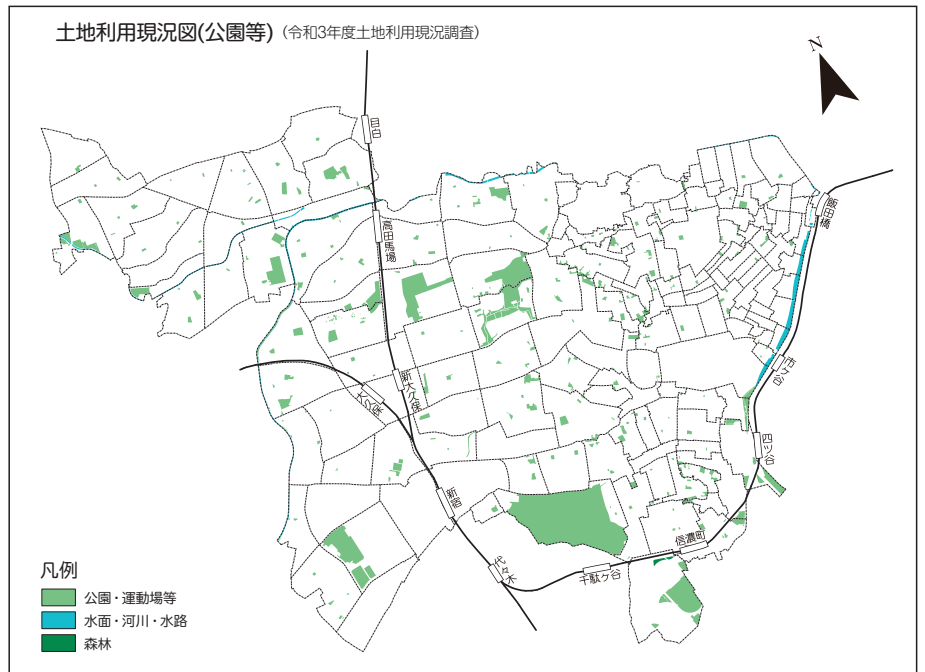 土地利用現況図(公園等) (令和3年度土地利用現況調査)
N
目白
高田馬場
飯田橋
市ヶ谷
新大久保
大久保
四ツ谷
新宿
信濃町
代々木
千駄ヶ谷
凡例
公園・運動場等
水面・河川・水路
森林